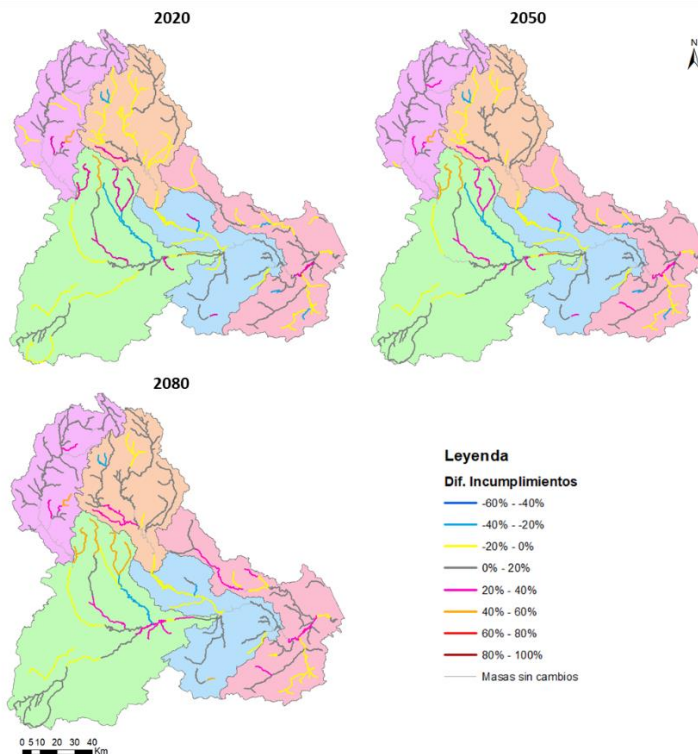 2020
2050
N
2080
Leyenda
Dif. Incumplimientos
-60% - -40%
-40% - -20%
-20% - 0%
0% - 20%
20% - 40%
40% - 60%
60% - 80%
80% - 100%
Masas sin cambios
0 5 10 20 30 40
Km